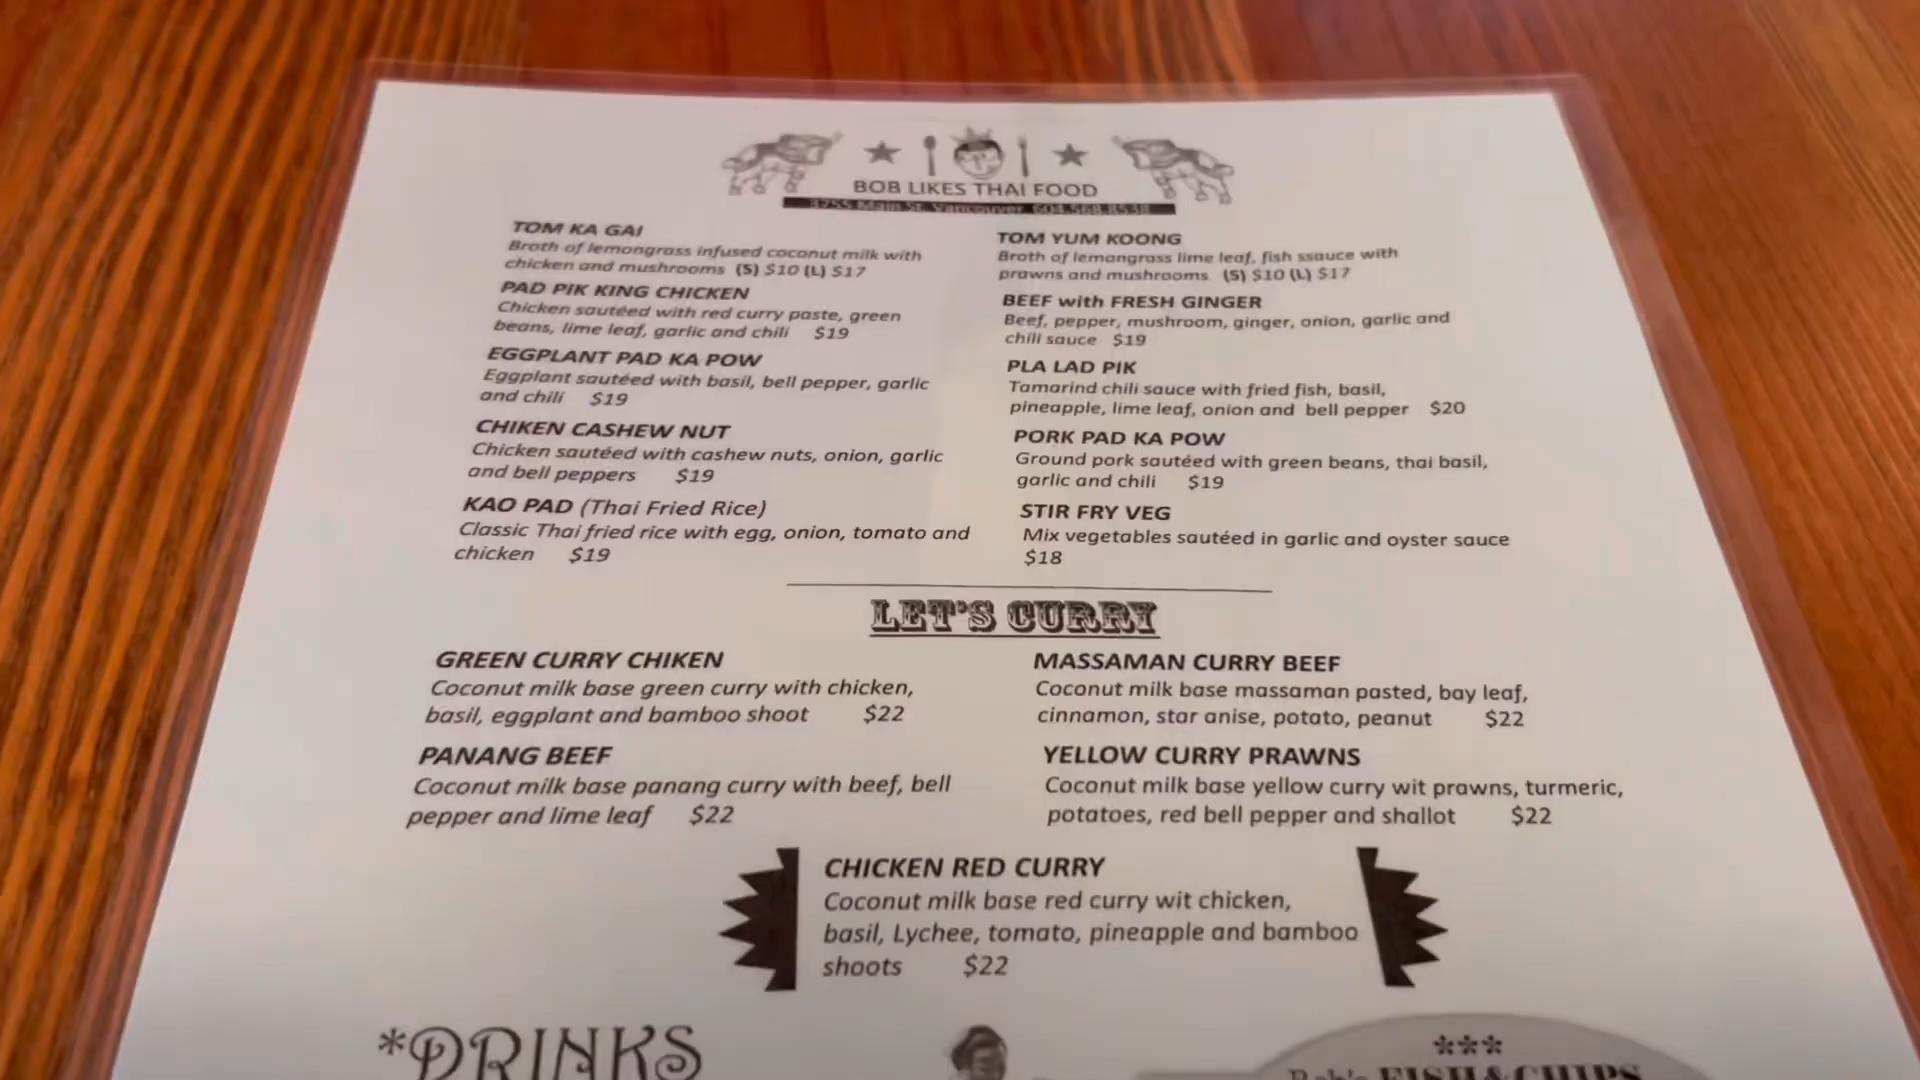 BOB LIKES THAI FOOD
3755 Main St. Vancouver 604.568.8538
TOM KA GAI
Broth of lemongrass infused coconut milk with
chicken and mushrooms (S) $10 (L) $17
PAD PIK KING CHICKEN
Chicken sautéed with red curry paste, green
beans, lime leaf, garlic and chili $19
EGGPLANT PAD KA POW
Eggplant sautéed with basil, bell pepper, garlic
and chili $19
CHIKEN CASHEW NUT
Chicken sautéed with cashew nuts, onion, garlic
and bell peppers $19
KAO PAD (Thai Fried Rice)
Classic Thai fried rice with egg, onion, tomato and
chicken $19
TOM YUM KOONG
Broth of lemongrass lime leaf, fish ssauce with
prawns and mushrooms (S) $10 (L) $17
BEEF with FRESH GINGER
Beef, pepper, mushroom, ginger, onion, garlic and
chili sauce $19
PLA LAD PIK
Tamarind chili sauce with fried fish, basil,
pineapple, lime leaf, onion and bell pepper $20
PORK PAD KA POW
Ground pork sautéed with green beans, thai basil,
garlic and chili $19
STIR FRY VEG
Mix vegetables sautéed in garlic and oyster sauce
$18
LET'S CURRY
GREEN CURRY CHIKEN
Coconut milk base green curry with chicken,
basil, eggplant and bamboo shoot $22
PANANG BEEF
Coconut milk base panang curry with beef, bell
pepper and lime leaf $22
MASSAMAN CURRY BEEF
Coconut milk base massaman pasted, bay leaf,
cinnamon, star anise, potato, peanut $22
YELLOW CURRY PRAWNS
Coconut milk base yellow curry wit prawns, turmeric,
potatoes, red bell pepper and shallot $22
CHICKEN RED CURRY
Coconut milk base red curry wit chicken,
basil, Lychee, tomato, pineapple and bamboo
shoots $22
*DRINKS
***
Bob's FISH&CHIPS